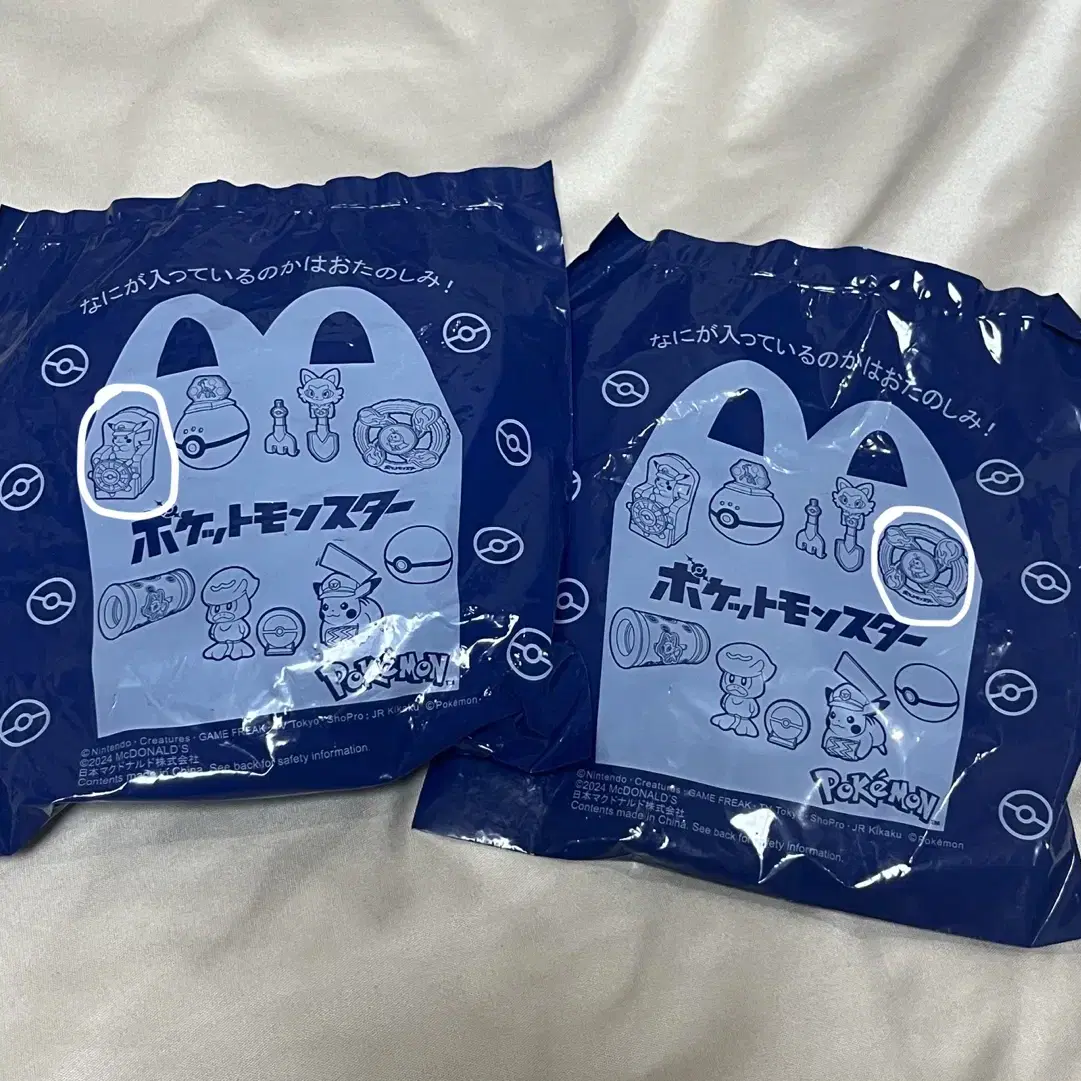 なにが入っているのかはおたのしみ!
ポケットモンスター
POKéMON
©Nintendo・Creatures・GAME FREAK・TV Tokyo・ShoPro・JR Kikaku ©Pokémon
©2024 McDONALD'S
日本マクドナルド株式会社
Contents made in China. See back for safety information.
なにが入っているのかはおたのしみ!
ポケットモンスター
POKéMON
©Nintendo・Creatures・GAME FREAK・TV Tokyo・ShoPro・JR Kikaku ©Pokémon
©2024 McDONALD'S
日本マクドナルド株式会社
Contents made in China. See back for safety information.